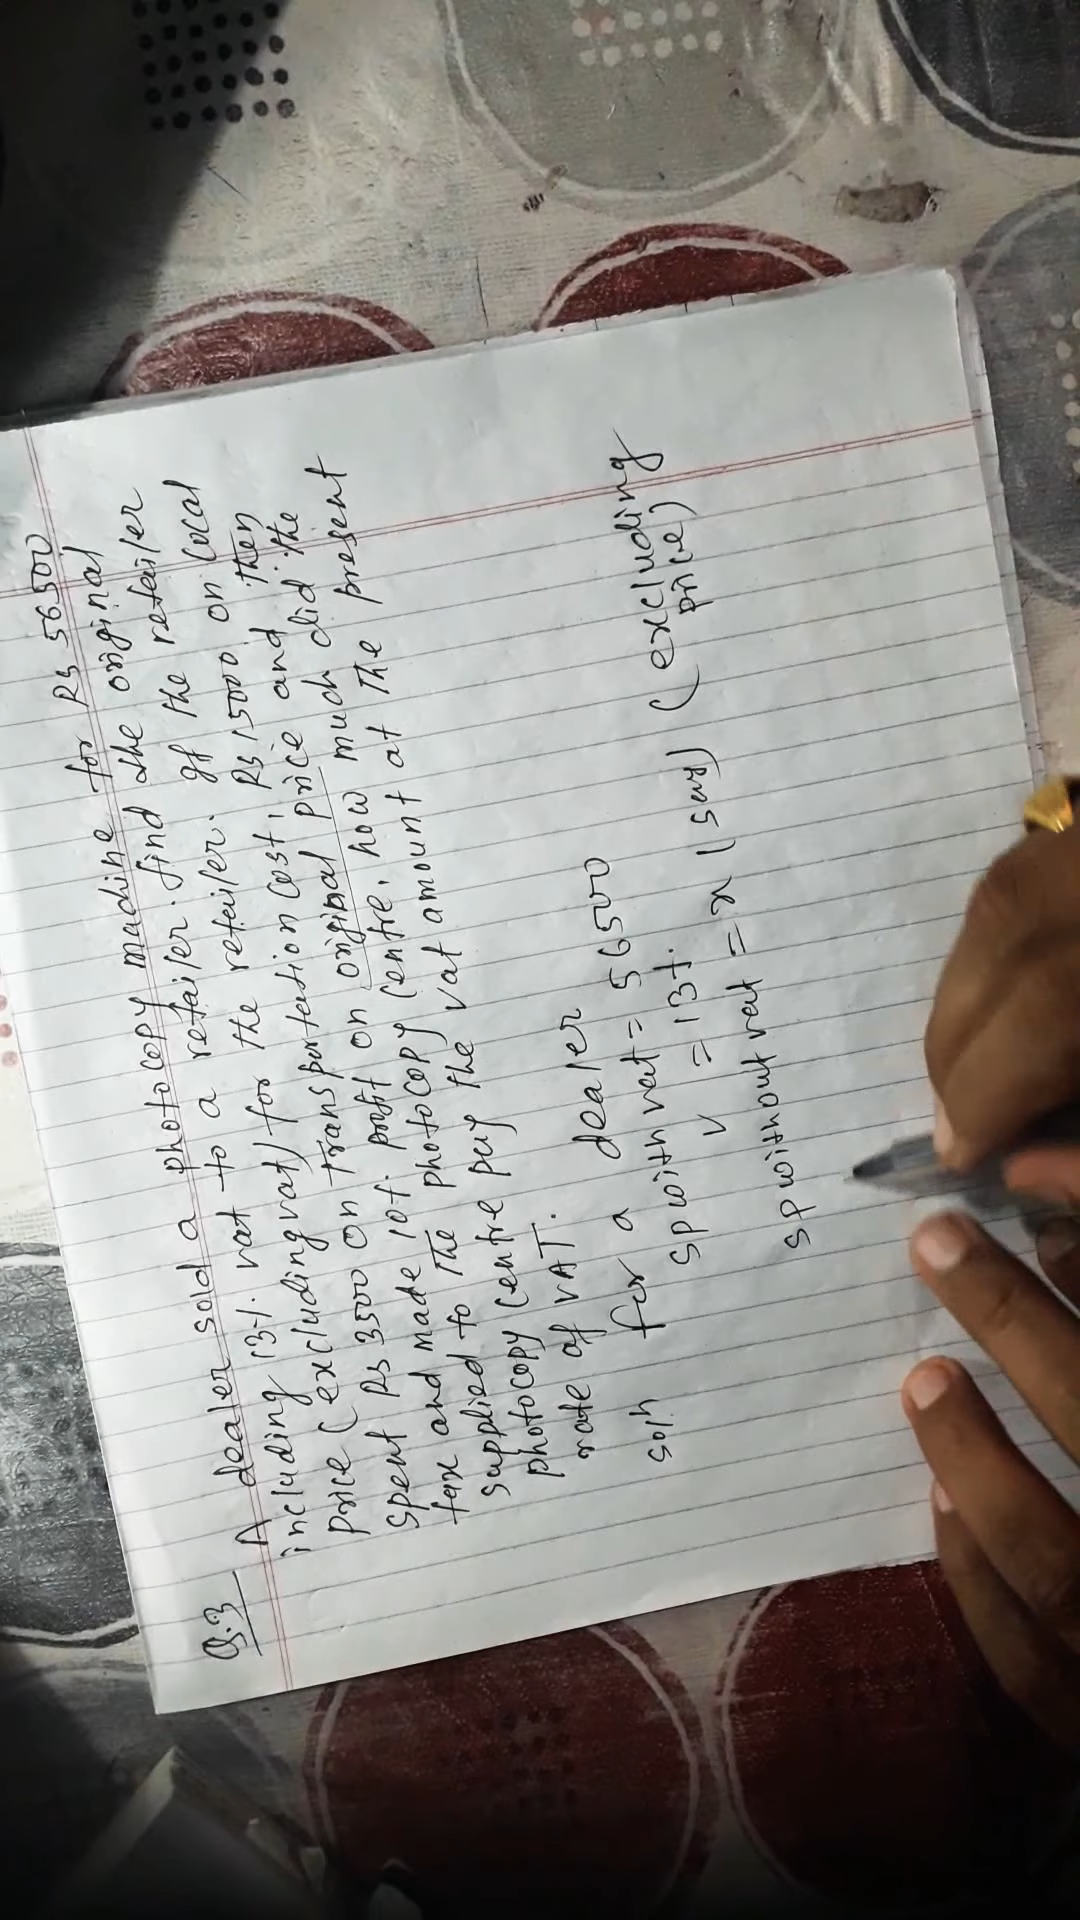 Q.3 A dealer sold a photocopy machine for Rs 56500
including 13%. vat to a retailer. find the original
price (excluding vat) for the retailer. If the retailer
spent Rs 3500 on transportation cost, Rs 1500 on local
tax and made 10%. profit on original price and then
supplied to the photocopy centre. how much did the
photocopy centre pay the vat amount at the present
rate of VAT.
soln for a dealer
sp with vat = 56500
V = 13%.
sp without vat = x (say) (excluding
price)